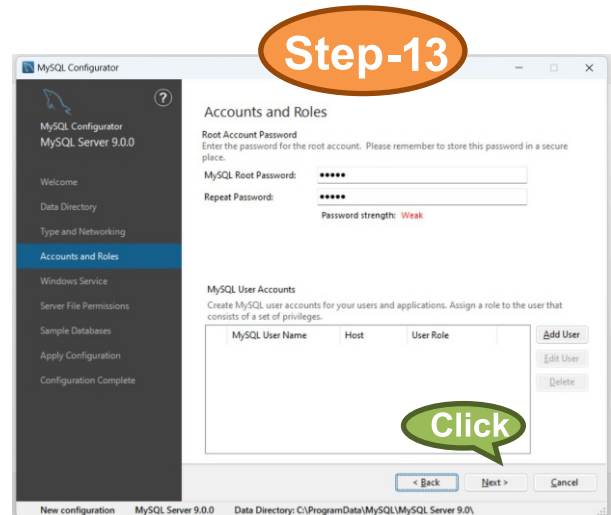 Step-13
MySQL Configurator
MySQL Configurator
MySQL Server 9.0.0
?
Welcome
Data Directory
Type and Networking
Accounts and Roles
Windows Service
Server File Permissions
Sample Databases
Apply Configuration
Configuration Complete
Accounts and Roles
Root Account Password
Enter the password for the root account. Please remember to store this password in a secure
place.
MySQL Root Password: •••••
Repeat Password: •••••
Password strength: Weak
MySQL User Accounts
Create MySQL user accounts for your users and applications. Assign a role to the user that
consists of a set of privileges.
MySQL User Name Host User Role
Add User
Edit User
Delete
Click
< Back Next > Cancel
New configuration MySQL Server 9.0.0 Data Directory: C:\ProgramData\MySQL\MySQL Server 9.0\